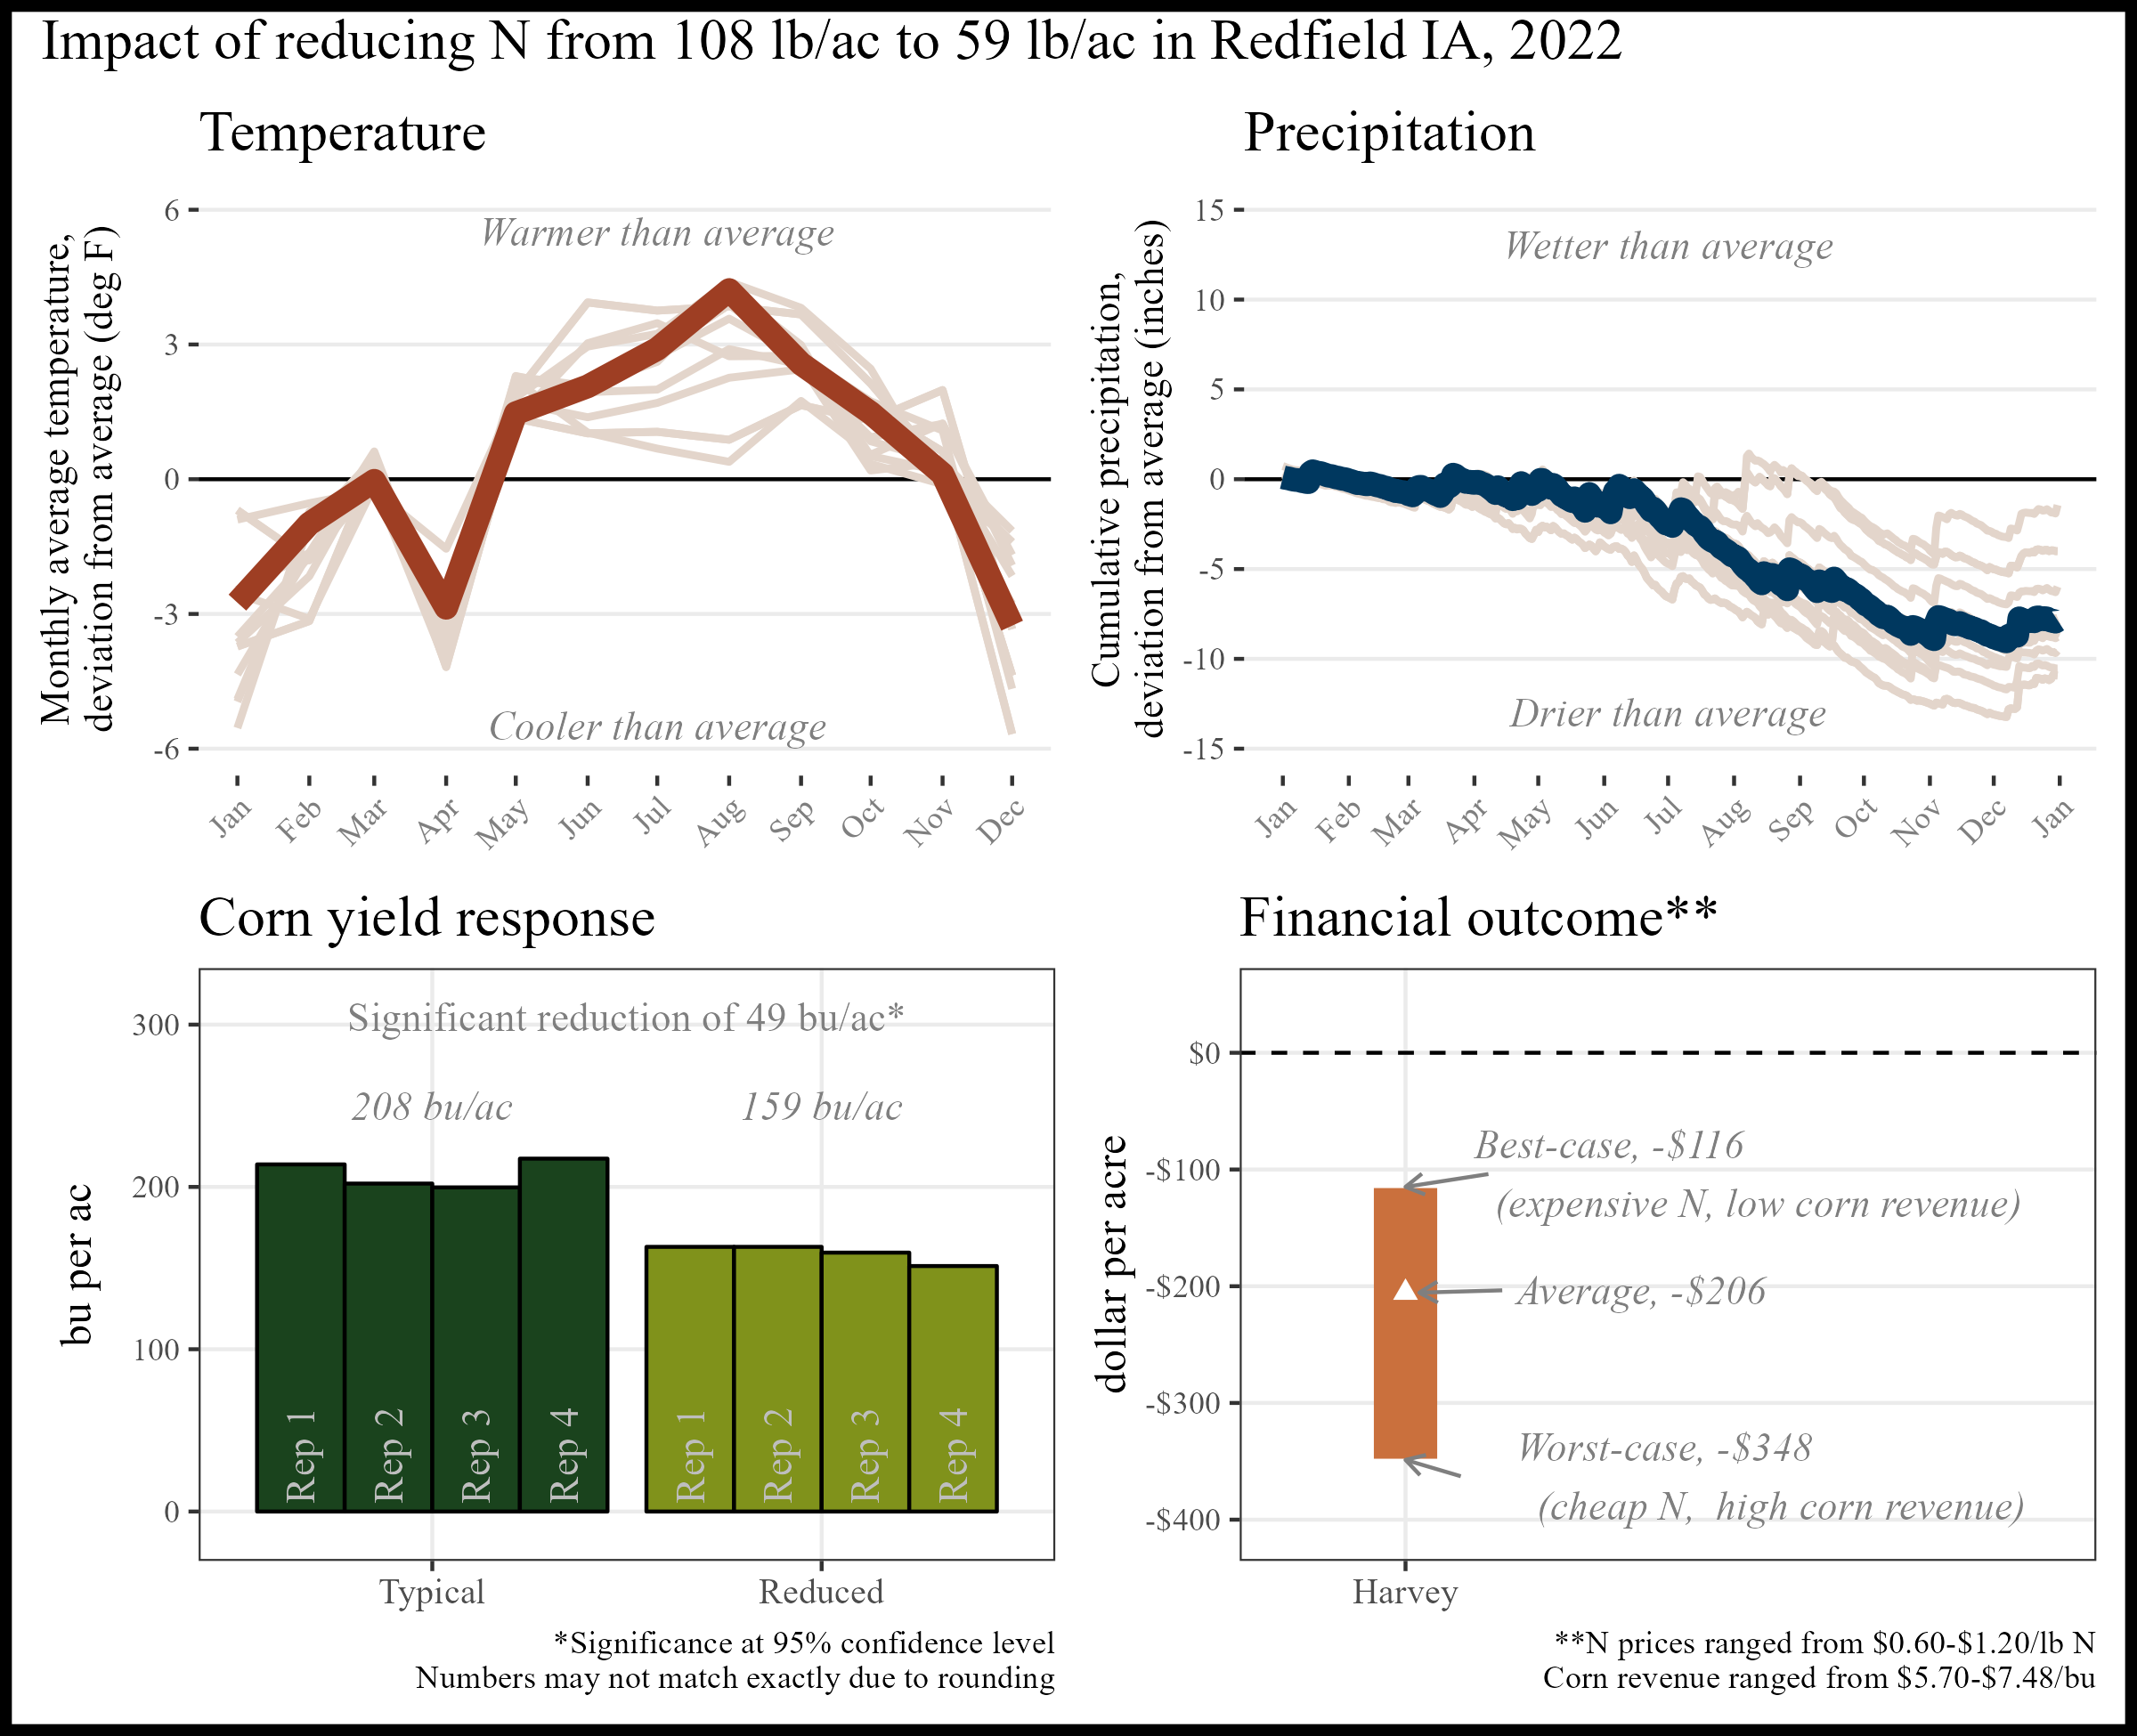 Impact of reducing N from 108 lb/ac to 59 lb/ac in Redfield IA, 2022
Temperature
Monthly average temperature,
deviation from average (deg F)
6
3
0
-3
-6
Warmer than average
Cooler than average
Jan
Feb
Mar
Apr
May
Jun
Jul
Aug
Sep
Oct
Nov
Dec
Precipitation
Cumulative precipitation,
deviation from average (inches)
15
10
5
0
-5
-10
-15
Wetter than average
Drier than average
Jan
Feb
Mar
Apr
May
Jun
Jul
Aug
Sep
Oct
Nov
Dec
Jan
Corn yield response
bu per ac
300
200
100
0
Significant reduction of 49 bu/ac*
208 bu/ac
159 bu/ac
Rep 1
Rep 2
Rep 3
Rep 4
Rep 1
Rep 2
Rep 3
Rep 4
Typical
Reduced
*Significance at 95% confidence level
Numbers may not match exactly due to rounding
Financial outcome**
dollar per acre
$0
-$100
-$200
-$300
-$400
Best-case, -$116
(expensive N, low corn revenue)
Average, -$206
Worst-case, -$348
(cheap N,  high corn revenue)
Harvey
**N prices ranged from $0.60-$1.20/lb N
Corn revenue ranged from $5.70-$7.48/bu